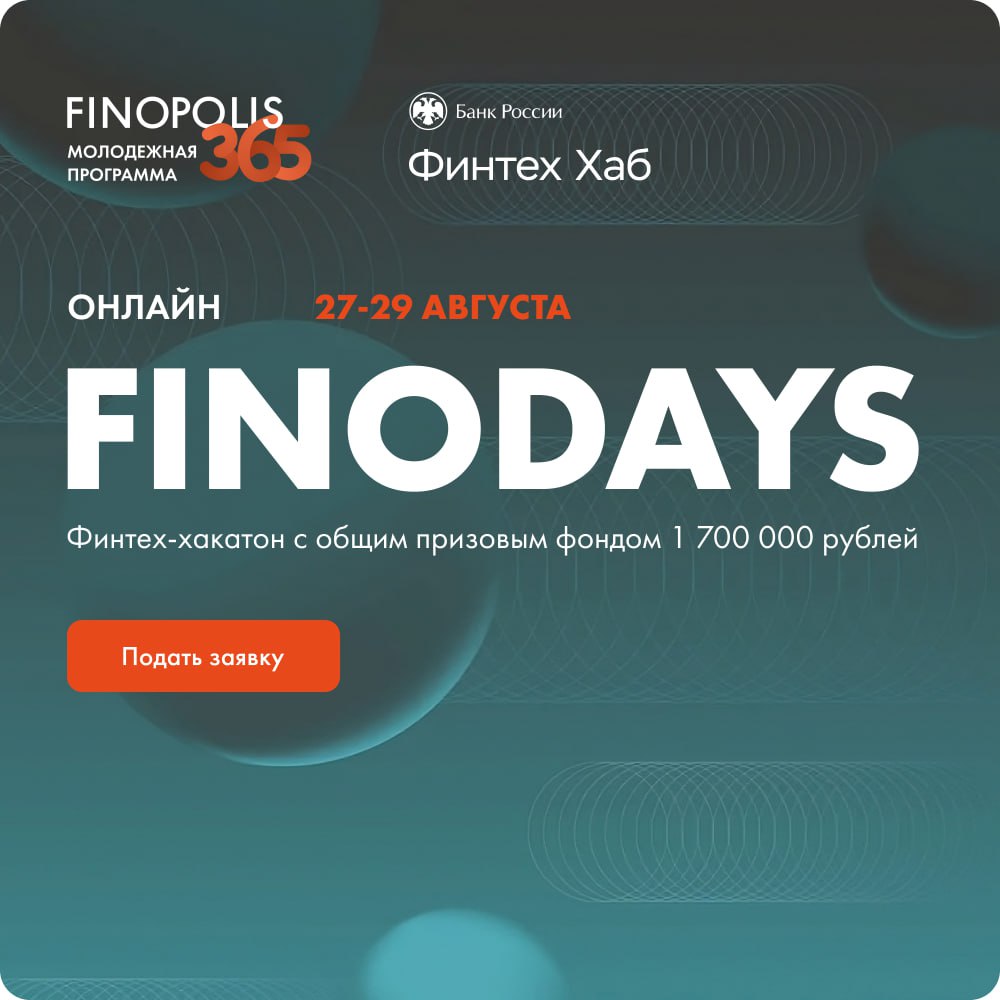 FINOPOLIS
МОЛОДЕЖНАЯ
ПРОГРАММА
365
Банк России
Финтех Хаб
ОНЛАЙН
27-29 АВГУСТА
FINODAYS
Финтех-хакатон с общим призовым фондом 1 700 000 рублей
Подать заявку